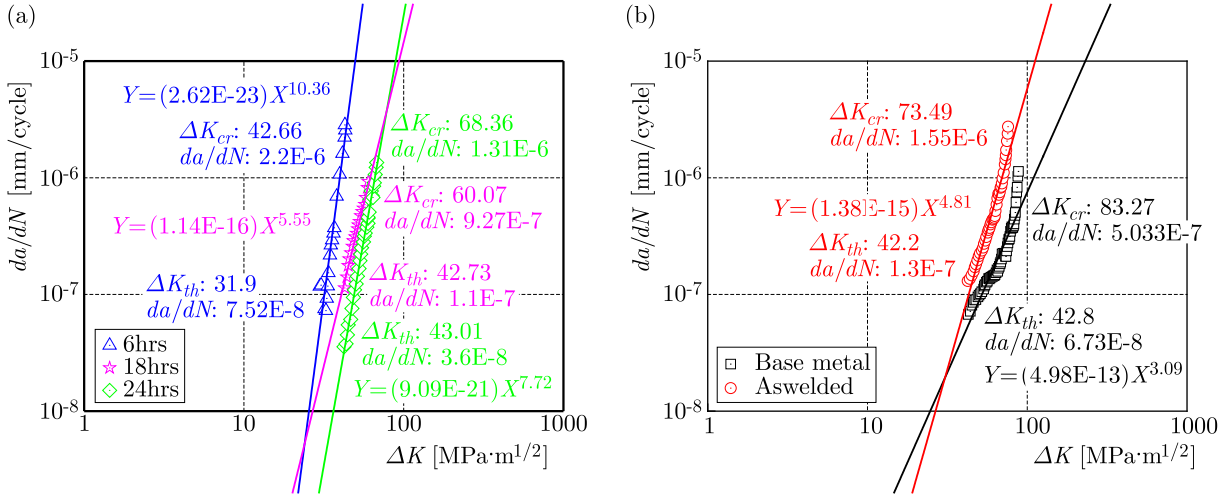 (a)
da/dN [mm/cycle]
10^-5
10^-6
10^-7
10^-8
Y=(2.62E-23)X^10.36
ΔK_cr: 42.66
da/dN: 2.2E-6
ΔK_cr: 68.36
da/dN: 1.31E-6
ΔK_cr: 60.07
da/dN: 9.27E-7
Y=(1.14E-16)X^5.55
ΔK_th: 31.9
da/dN: 7.52E-8
ΔK_th: 42.73
da/dN: 1.1E-7
ΔK_th: 43.01
da/dN: 3.6E-8
Y=(9.09E-21)X^7.72
6hrs
18hrs
24hrs
1 10 100 1000
ΔK [MPa·m^1/2]
(b)
da/dN [mm/cycle]
10^-5
10^-6
10^-7
10^-8
ΔK_cr: 73.49
da/dN: 1.55E-6
Y=(1.38E-15)X^4.81
ΔK_cr: 83.27
da/dN: 5.033E-7
ΔK_th: 42.2
da/dN: 1.3E-7
ΔK_th: 42.8
da/dN: 6.73E-8
Y=(4.98E-13)X^3.09
Base metal
Aswelded
1 10 100 1000
ΔK [MPa·m^1/2]